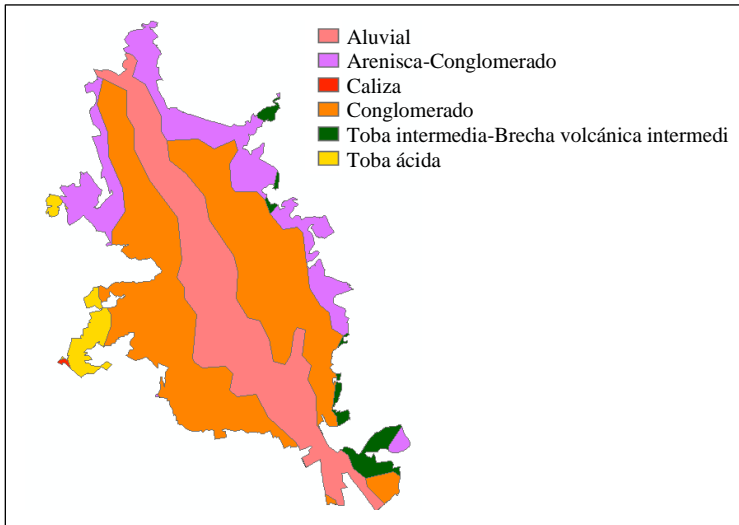 Aluvial
Arenisca-Conglomerado
Caliza
Conglomerado
Toba intermedia-Brecha volcánica intermedi
Toba ácida